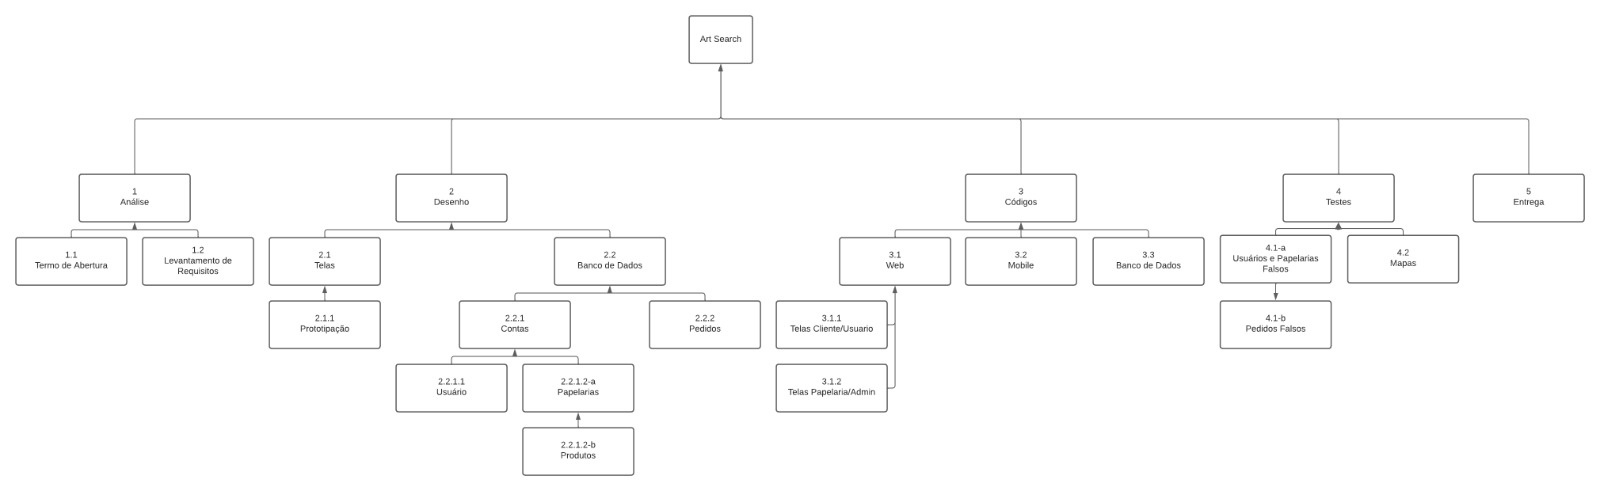 Art Search
1
Análise
2
Desenho
3
Códigos
4
Testes
5
Entrega
1.1
Termo de Abertura
1.2
Levantamento de
Requisitos
2.1
Telas
2.2
Banco de Dados
3.1
Web
3.2
Mobile
3.3
Banco de Dados
4.1-a
Usuários e Papelarias
Falsos
4.2
Mapas
2.1.1
Prototipação
2.2.1
Contas
2.2.2
Pedidos
3.1.1
Telas Cliente/Usuario
4.1-b
Pedidos Falsos
2.2.1.1
Usuário
2.2.1.2-a
Papelarias
3.1.2
Telas Papelaria/Admin
2.2.1.2-b
Produtos